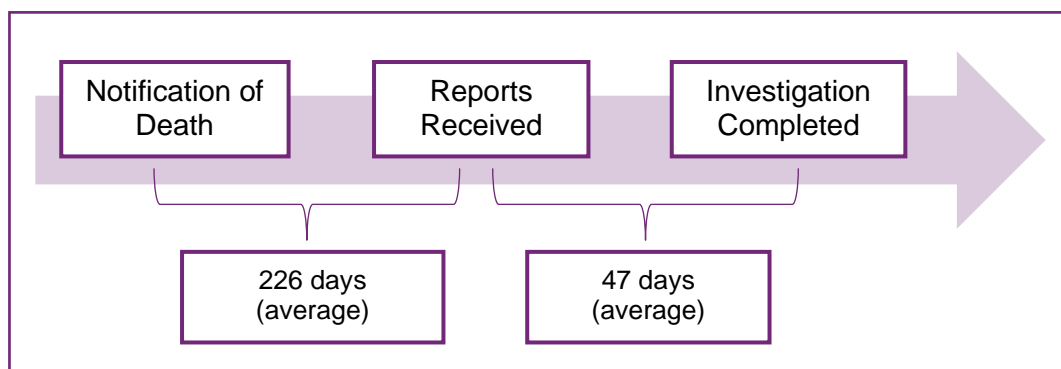 Notification of
Death
Reports
Received
Investigation
Completed
226 days
(average)
47 days
(average)